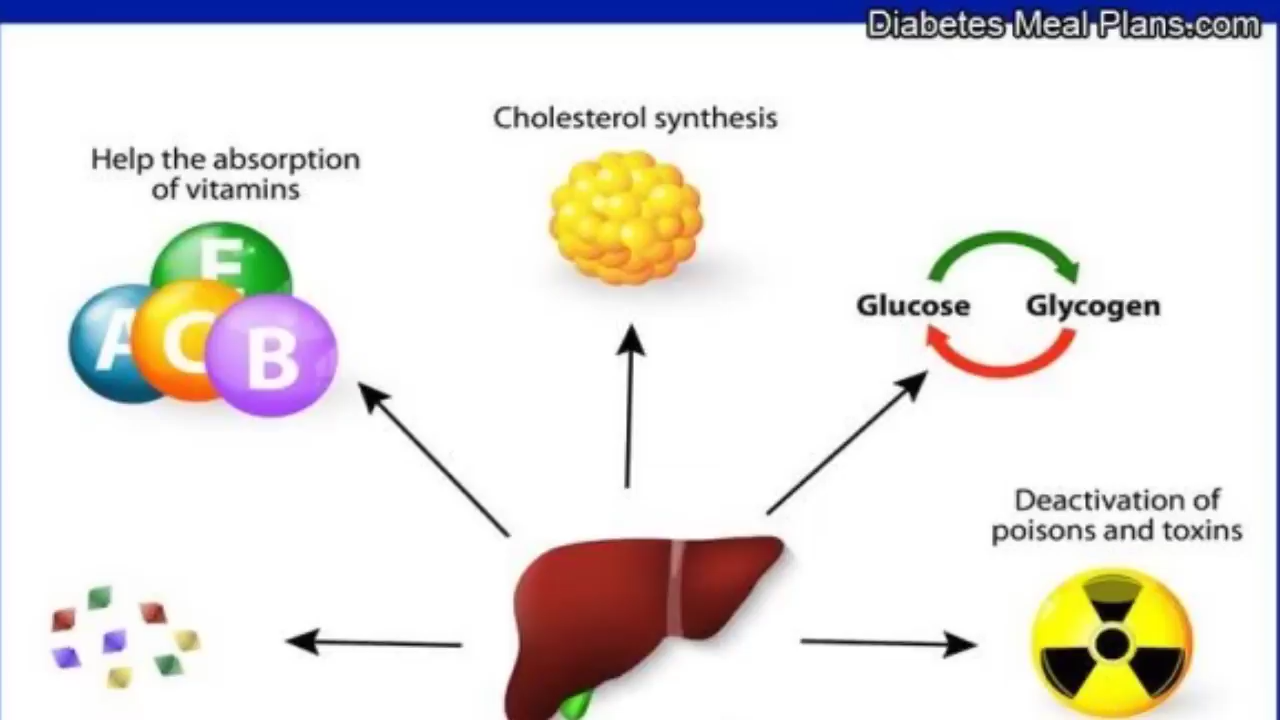 Diabetes Meal Plans.com
Cholesterol synthesis
Help the absorption
of vitamins
E
A
C
B
Glucose Glycogen
Deactivation of
poisons and toxins